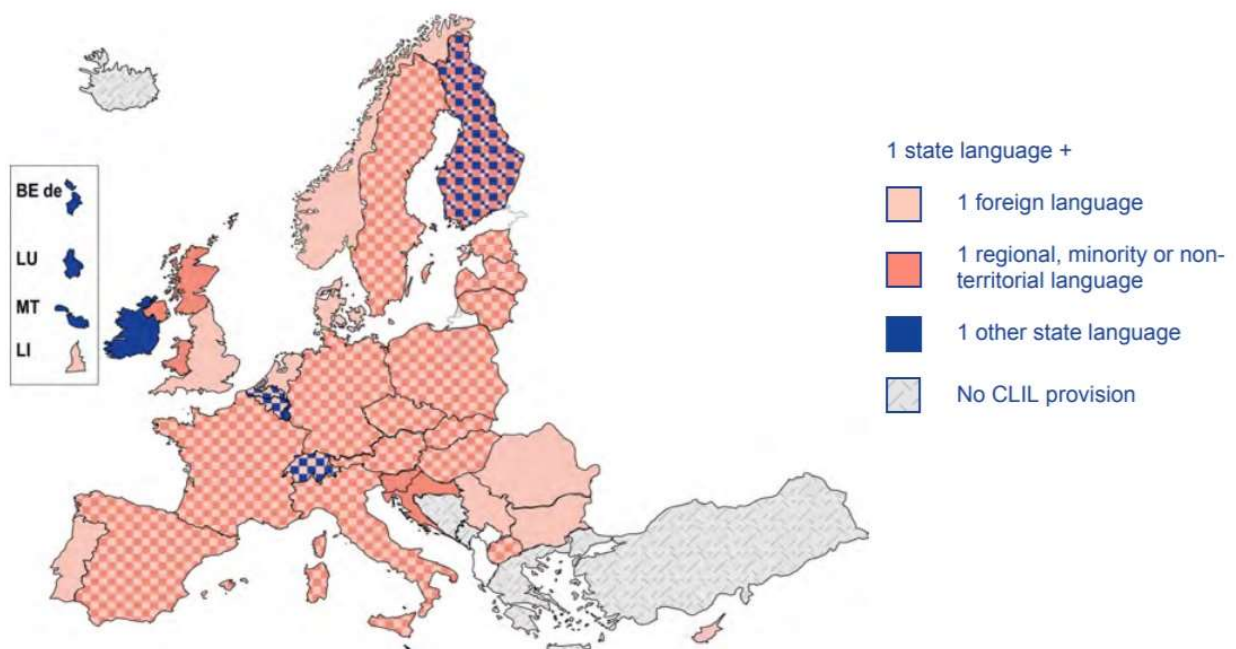 BE de
LU
MT
LI
1 state language +
1 foreign language
1 regional, minority or non-
territorial language
1 other state language
No CLIL provision